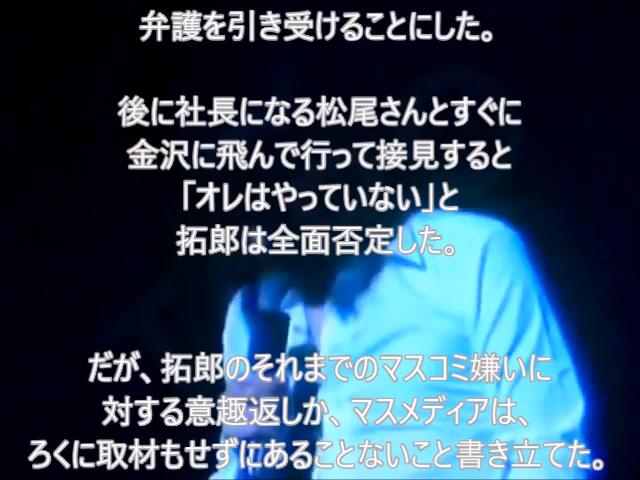 弁護を引き受けることにした。
後に社長になる松尾さんとすぐに
金沢に飛んで行って接見すると
「オレはやっていない」と
拓郎は全面否定した。
だが、拓郎のそれまでのマスコミ嫌いに
対する意趣返しか、マスメディアは、
ろくに取材もせずにあることないこと書き立てた。